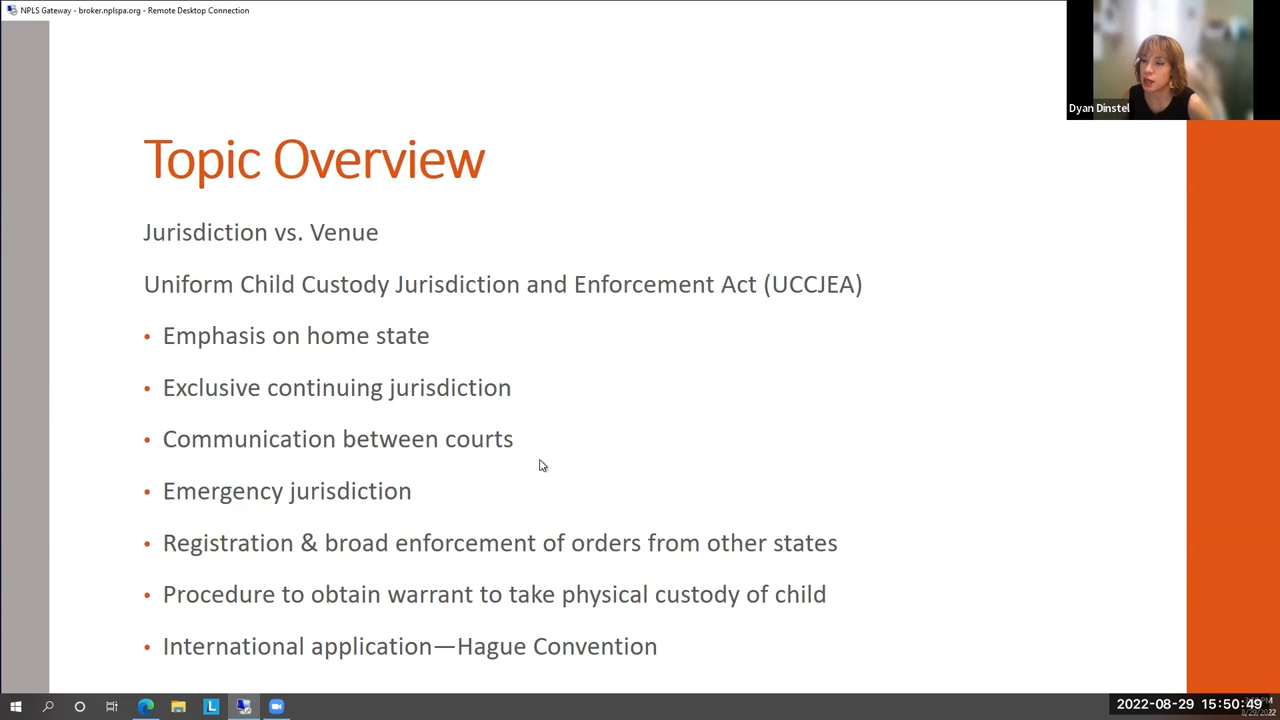 NPLS Gateway - broker.nplspa.org - Remote Desktop Connection
Dyan Dinstel
Topic Overview
Jurisdiction vs. Venue
Uniform Child Custody Jurisdiction and Enforcement Act (UCCJEA)
• Emphasis on home state
• Exclusive continuing jurisdiction
• Communication between courts
• Emergency jurisdiction
• Registration & broad enforcement of orders from other states
• Procedure to obtain warrant to take physical custody of child
• International application—Hague Convention
L
2022-08-29 15:50:49